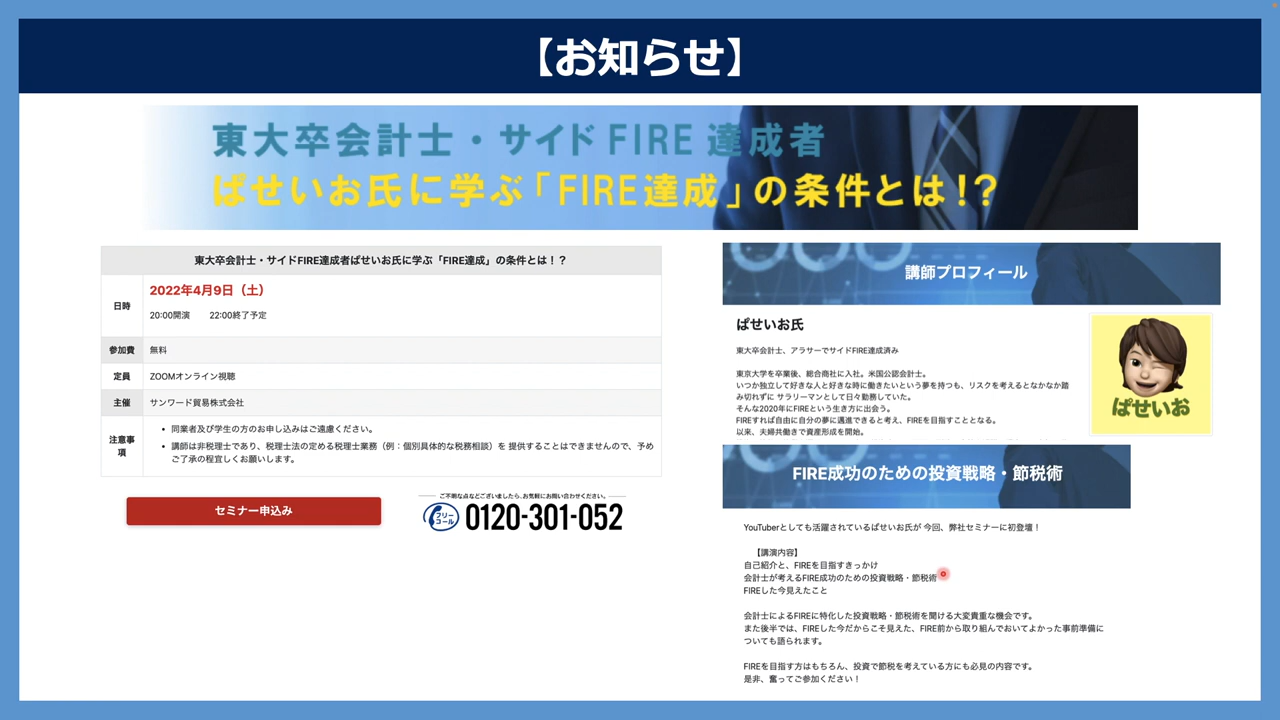 【お知らせ】
東大卒会計士・サイドFIRE 達成者
ぱせいお氏に学ぶ「FIRE達成」の条件とは!?
東大卒会計士・サイドFIRE達成者ぱせいお氏に学ぶ「FIRE達成」の条件とは！？
日時
2022年4月9日（土）
20:00開演 22:00終了予定
参加費
無料
定員
ZOOMオンライン視聴
主催
サンワード貿易株式会社
注意事
項
• 同業者及び学生の方のお申し込みはご遠慮ください。
• 講師は非税理士であり、税理士法の定める税理士業務（例：個別具体的な税務相談）を 提供することはできませんので、予め
ご了承の程宜しくお願いします。
セミナー申込み
ご不明な点などございましたら、お気軽にお問い合わせください。
フリー
コール
0120-301-052
講師プロフィール
ぱせいお氏
東大卒会計士、アラサーでサイドFIRE達成済み
東京大学を卒業後、総合商社に入社。米国公認会計士。
いつか独立して好きな人と好きな時に働きたいという夢を持つも、リスクを考えるとなかなか踏
み切れずに サラリーマンとして日々勤務していた。
そんな2020年にFIREという生き方に出会う。
FIREすれば自由に自分の夢に邁進できると考え、FIREを目指すこととなる。
以来、夫婦共働きで資産形成を開始。
ぱせいお
FIRE成功のための投資戦略・節税術
YouTuberとしても活躍されているぱせいお氏が 今回、弊社セミナーに初登壇！
【講演内容】
自己紹介と、FIREを目指すきっかけ
会計士が考えるFIRE成功のための投資戦略・節税術
FIREした今見えたこと
会計士によるFIREに特化した投資戦略・節税術を聞ける大変貴重な機会です。
また後半では、FIREした今だからこそ見えた、FIRE前から取り組んでおいてよかった事前準備に
ついても語られます。
FIREを目指す方はもちろん、投資で節税を考えている方にも必見の内容です。
是非、奮ってご参加ください！